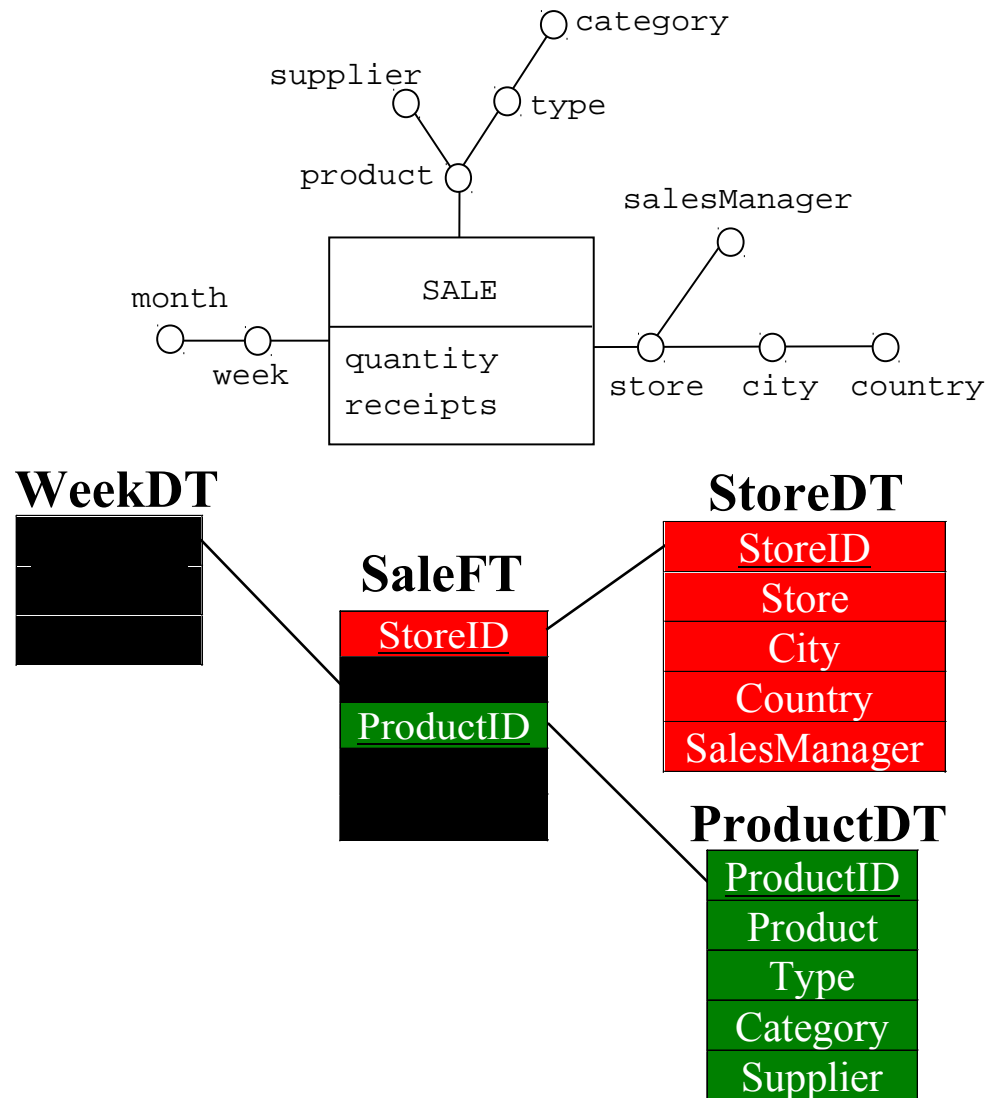 category
supplier
type
product
salesManager
SALE
month
week
quantity
receipts
store
city
country
WeekDT
StoreDT
SaleFT
StoreID
ProductID
StoreID
Store
City
Country
SalesManager
ProductDT
ProductID
Product
Type
Category
Supplier